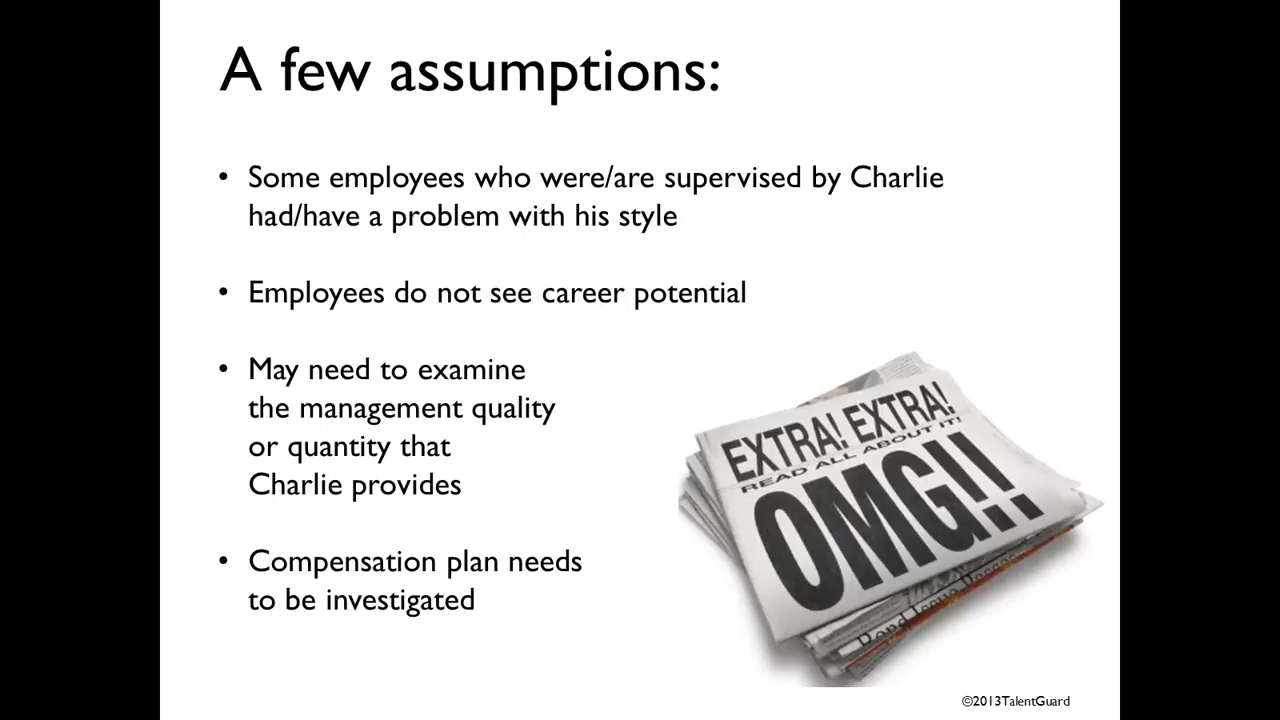 A few assumptions:
• Some employees who were/are supervised by Charlie
had/have a problem with his style
• Employees do not see career potential
• May need to examine
the management quality
or quantity that
Charlie provides
• Compensation plan needs
to be investigated
EXTRA! EXTRA!
READ ALL ABOUT IT!
OMG!!
©2013TalentGuard